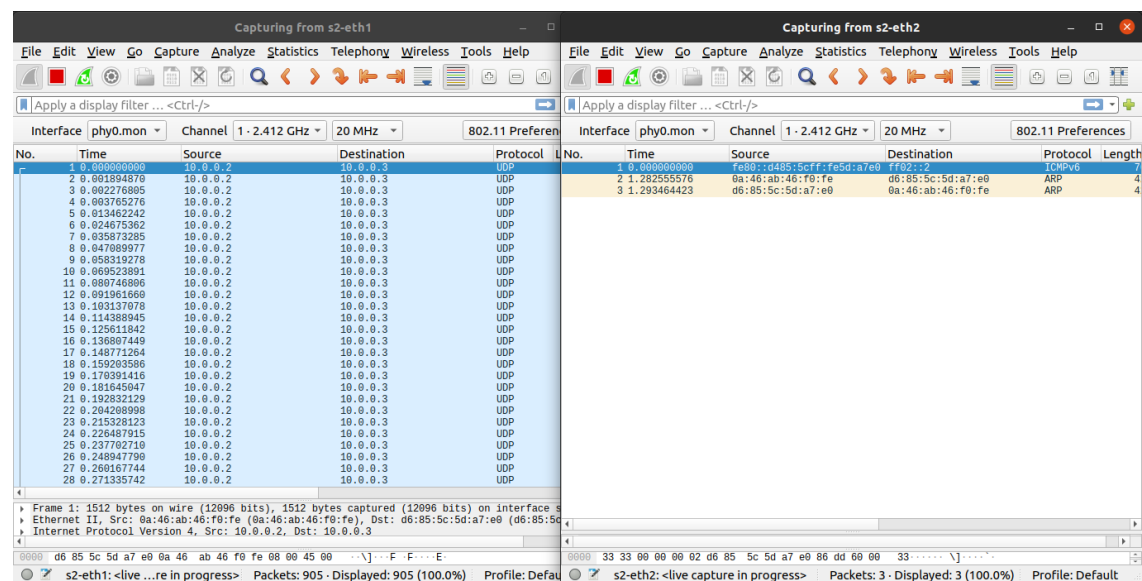 Capturing from s2-eth1
File Edit View Go Capture Analyze Statistics Telephony Wireless Tools Help
Apply a display filter … <Ctrl-/>
Interface phy0.mon Channel 1 · 2.412 GHz 20 MHz 802.11 Preferen
No. Time Source Destination Protocol L
1 0.000000000 10.0.0.2 10.0.0.3 UDP
2 0.001894870 10.0.0.2 10.0.0.3 UDP
3 0.002276805 10.0.0.2 10.0.0.3 UDP
4 0.003765276 10.0.0.2 10.0.0.3 UDP
5 0.013462242 10.0.0.2 10.0.0.3 UDP
6 0.024675362 10.0.0.2 10.0.0.3 UDP
7 0.035873285 10.0.0.2 10.0.0.3 UDP
8 0.047089977 10.0.0.2 10.0.0.3 UDP
9 0.058319278 10.0.0.2 10.0.0.3 UDP
10 0.069523891 10.0.0.2 10.0.0.3 UDP
11 0.080746806 10.0.0.2 10.0.0.3 UDP
12 0.091961660 10.0.0.2 10.0.0.3 UDP
13 0.103137078 10.0.0.2 10.0.0.3 UDP
14 0.114388945 10.0.0.2 10.0.0.3 UDP
15 0.125611842 10.0.0.2 10.0.0.3 UDP
16 0.136807449 10.0.0.2 10.0.0.3 UDP
17 0.148771264 10.0.0.2 10.0.0.3 UDP
18 0.159203586 10.0.0.2 10.0.0.3 UDP
19 0.170391416 10.0.0.2 10.0.0.3 UDP
20 0.181645047 10.0.0.2 10.0.0.3 UDP
21 0.192832129 10.0.0.2 10.0.0.3 UDP
22 0.204208998 10.0.0.2 10.0.0.3 UDP
23 0.215328123 10.0.0.2 10.0.0.3 UDP
24 0.226487915 10.0.0.2 10.0.0.3 UDP
25 0.237702710 10.0.0.2 10.0.0.3 UDP
26 0.248947790 10.0.0.2 10.0.0.3 UDP
27 0.260167744 10.0.0.2 10.0.0.3 UDP
28 0.271335742 10.0.0.2 10.0.0.3 UDP
Frame 1: 1512 bytes on wire (12096 bits), 1512 bytes captured (12096 bits) on interface s
Ethernet II, Src: 0a:46:ab:46:f0:fe (0a:46:ab:46:f0:fe), Dst: d6:85:5c:5d:a7:e0 (d6:85:5c
Internet Protocol Version 4, Src: 10.0.0.2, Dst: 10.0.0.3
0000 d6 85 5c 5d a7 e0 0a 46 ab 46 f0 fe 08 00 45 00 ··\]···F ·F····E·
s2-eth1: <live …re in progress> Packets: 905 · Displayed: 905 (100.0%) Profile: Defau
Capturing from s2-eth2
File Edit View Go Capture Analyze Statistics Telephony Wireless Tools Help
Apply a display filter … <Ctrl-/>
Interface phy0.mon Channel 1 · 2.412 GHz 20 MHz 802.11 Preferences
No. Time Source Destination Protocol Length
1 0.000000000 fe80::d485:5cff:fe5d:a7e0 ff02::2 ICMPv6 7
2 1.282555576 0a:46:ab:46:f0:fe d6:85:5c:5d:a7:e0 ARP 4
3 1.293464423 d6:85:5c:5d:a7:e0 0a:46:ab:46:f0:fe ARP 4
0000 33 33 00 00 00 02 d6 85 5c 5d a7 e0 86 dd 60 00 33······ \]····`·
s2-eth2: <live capture in progress> Packets: 3 · Displayed: 3 (100.0%) Profile: Default